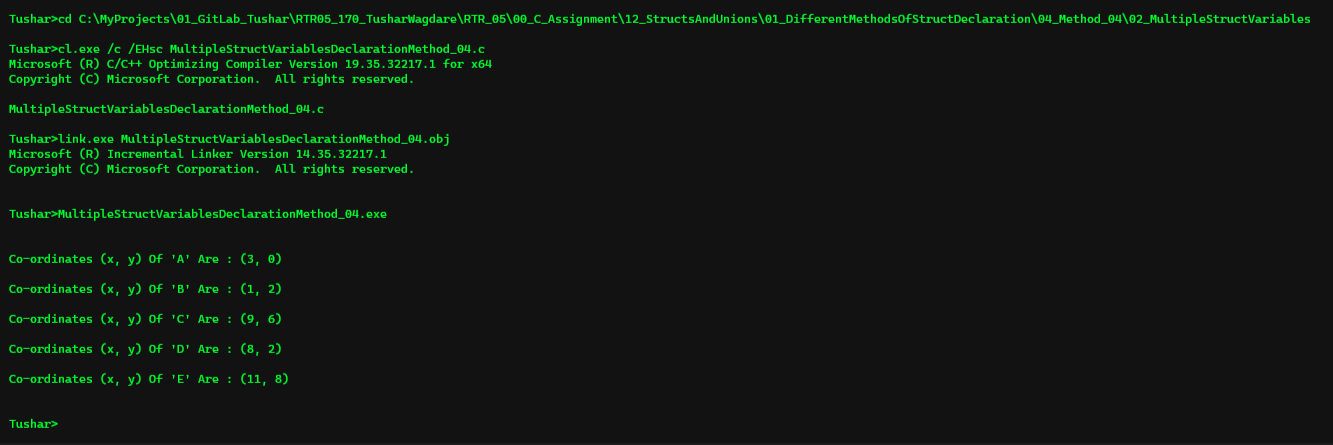 Tushar>cd C:\MyProjects\01_GitLab_Tushar\RTR05_170_TusharWagdare\RTR_05\00_C_Assignment\12_StructsAndUnions\01_DifferentMethodsOfStructDeclaration\04_Method_04\02_MultipleStructVariables
Tushar>cl.exe /c /EHsc MultipleStructVariablesDeclarationMethod_04.c
Microsoft (R) C/C++ Optimizing Compiler Version 19.35.32217.1 for x64
Copyright (C) Microsoft Corporation.  All rights reserved.
MultipleStructVariablesDeclarationMethod_04.c
Tushar>link.exe MultipleStructVariablesDeclarationMethod_04.obj
Microsoft (R) Incremental Linker Version 14.35.32217.1
Copyright (C) Microsoft Corporation.  All rights reserved.
Tushar>MultipleStructVariablesDeclarationMethod_04.exe
Co-ordinates (x, y) Of 'A' Are : (3, 0)
Co-ordinates (x, y) Of 'B' Are : (1, 2)
Co-ordinates (x, y) Of 'C' Are : (9, 6)
Co-ordinates (x, y) Of 'D' Are : (8, 2)
Co-ordinates (x, y) Of 'E' Are : (11, 8)
Tushar>